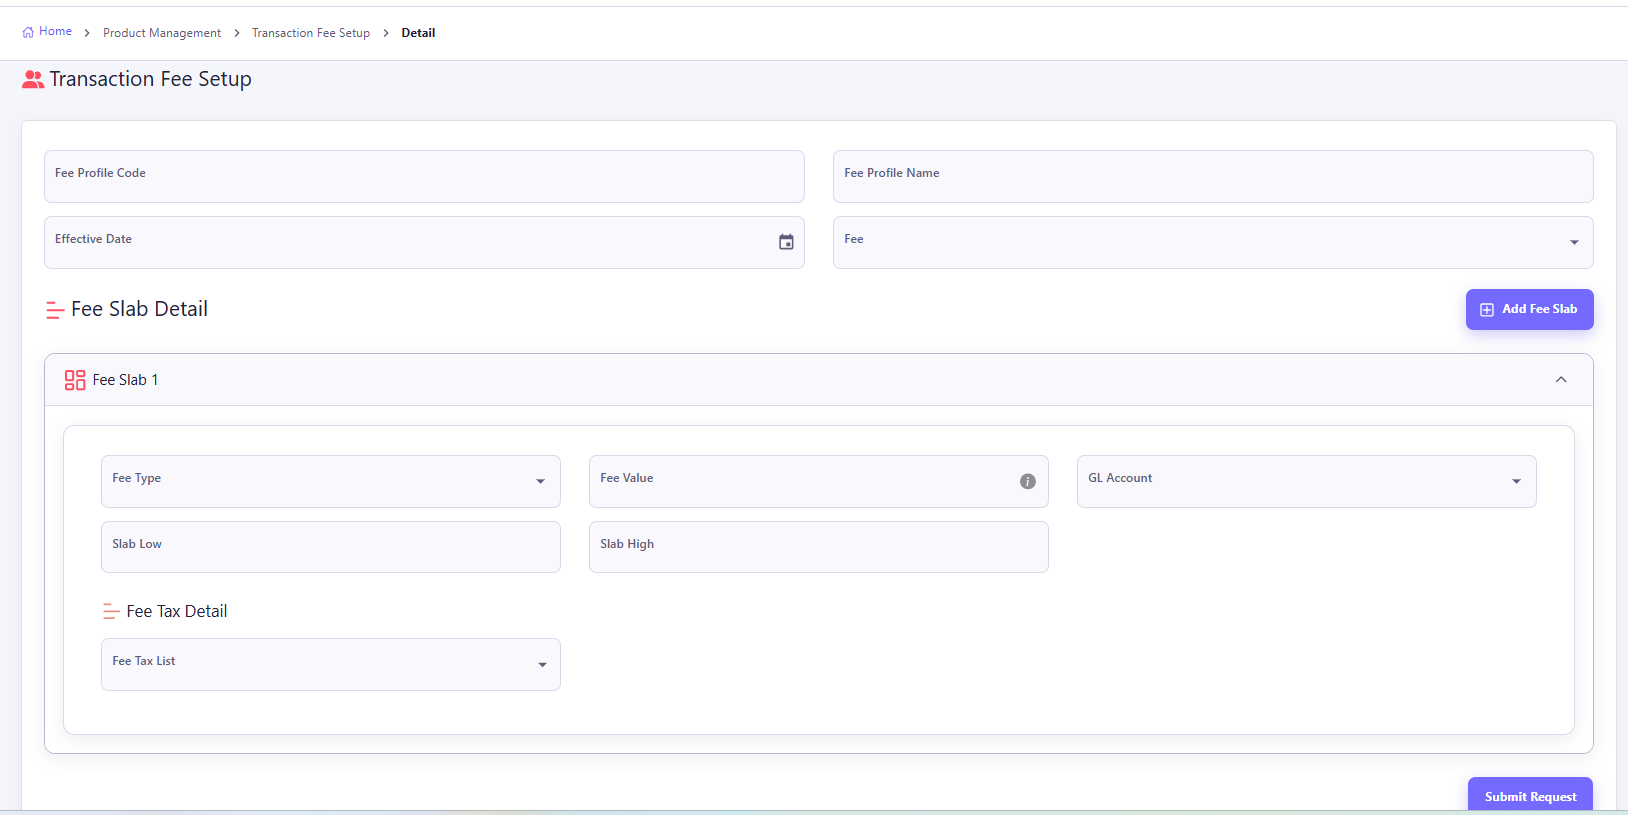 Home > Product Management > Transaction Fee Setup > Detail
Transaction Fee Setup
Fee Profile Code
Fee Profile Name
Effective Date
Fee
Fee Slab Detail
Add Fee Slab
Fee Slab 1
Fee Type
Fee Value
GL Account
Slab Low
Slab High
Fee Tax Detail
Fee Tax List
Submit Request